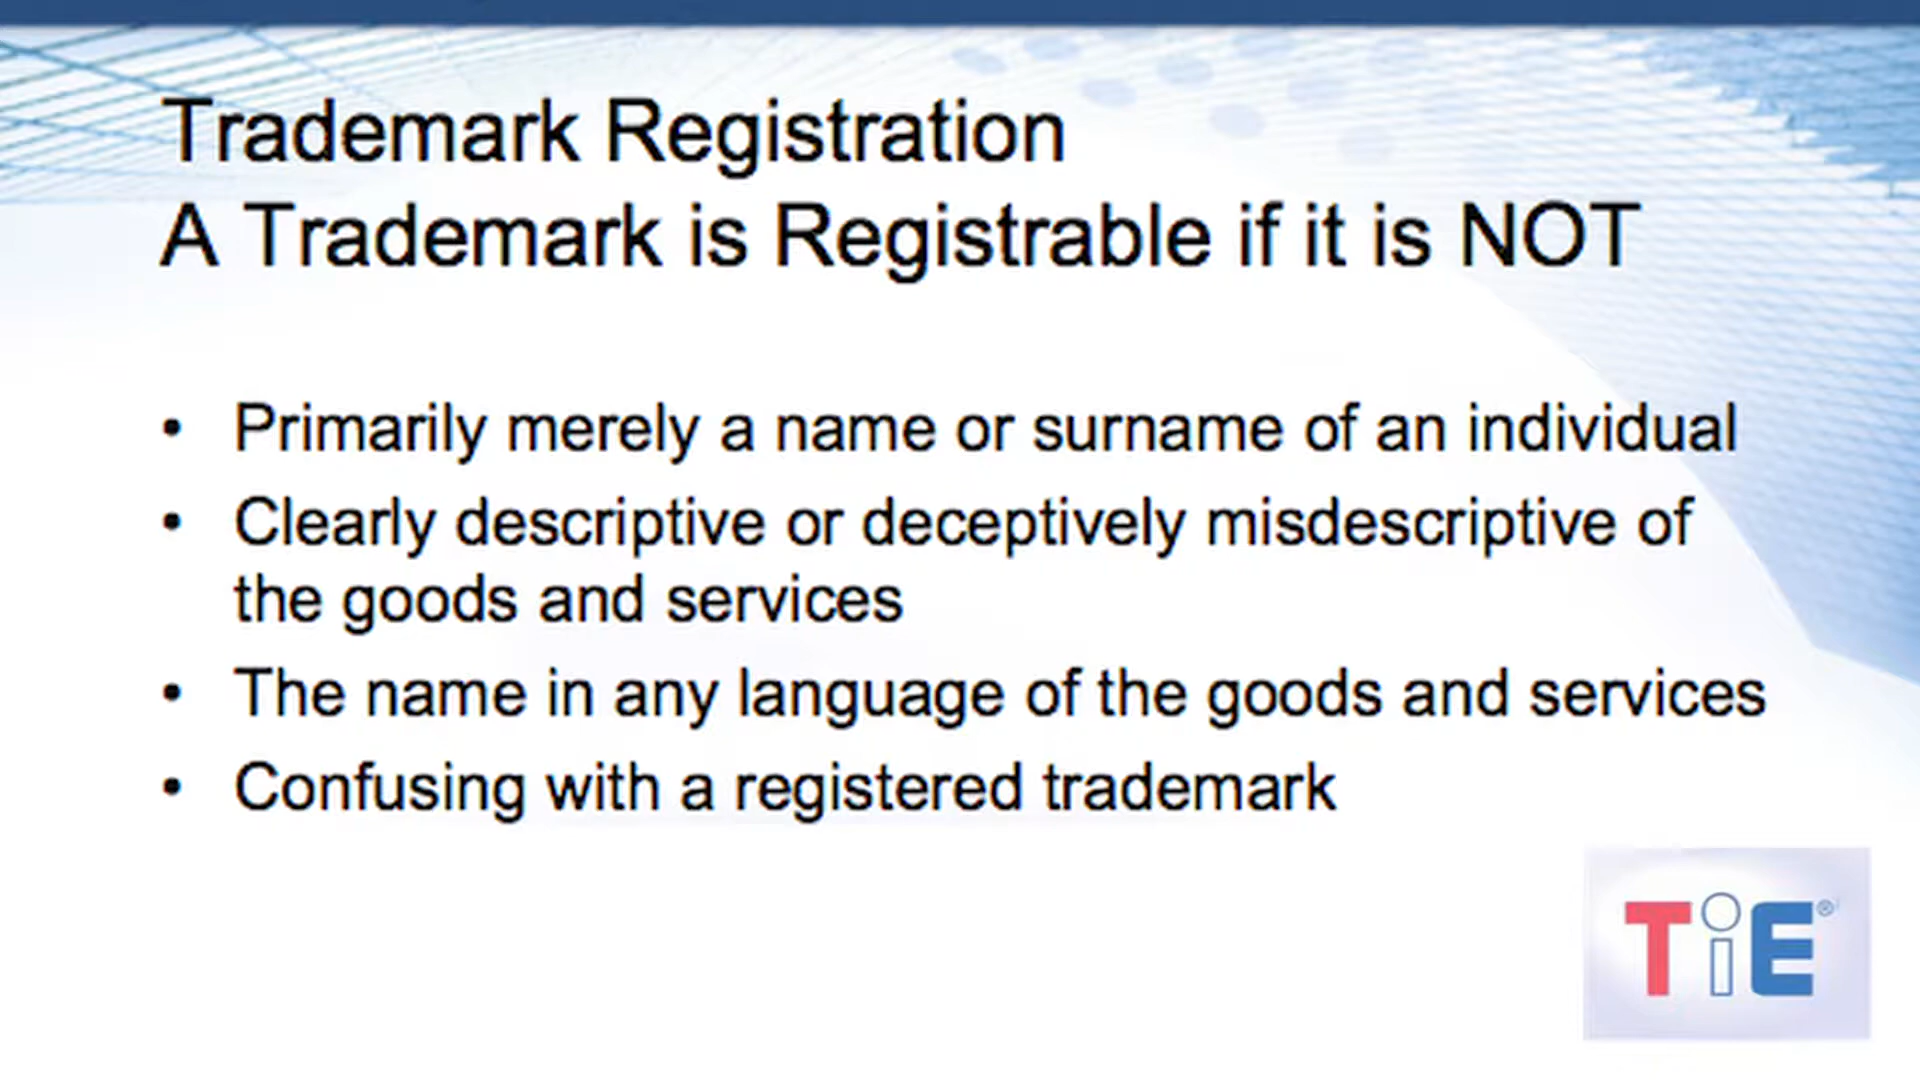 Trademark Registration
A Trademark is Registrable if it is NOT
• Primarily merely a name or surname of an individual
• Clearly descriptive or deceptively misdescriptive of
the goods and services
• The name in any language of the goods and services
• Confusing with a registered trademark
TiE®